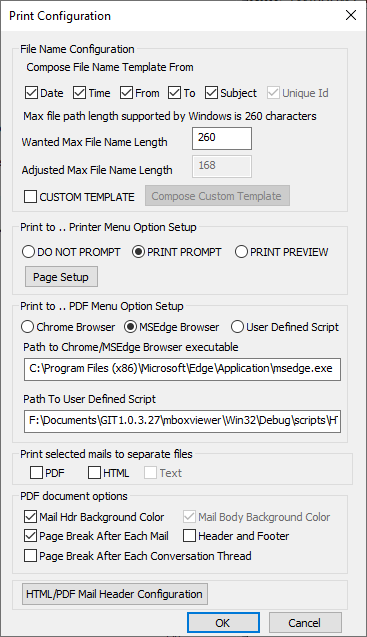 Print Configuration
File Name Configuration
Compose File Name Template From
Date Time From To Subject Unique Id
Max file path length supported by Windows is 260 characters
Wanted Max File Name Length 260
Adjusted Max File Name Length 168
CUSTOM TEMPLATE Compose Custom Template
Print to .. Printer Menu Option Setup
DO NOT PROMPT PRINT PROMPT PRINT PREVIEW
Page Setup
Print to .. PDF Menu Option Setup
Chrome Browser MSEdge Browser User Defined Script
Path to Chrome/MSEdge Browser executable
C:\Program Files (x86)\Microsoft\Edge\Application\msedge.exe
Path To User Defined Script
F:\Documents\GIT1.0.3.27\mboxviewer\Win32\Debug\scripts\H
Print selected mails to separate files
PDF HTML Text
PDF document options
Mail Hdr Background Color Mail Body Background Color
Page Break After Each Mail Header and Footer
Page Break After Each Conversation Thread
HTML/PDF Mail Header Configuration
OK Cancel